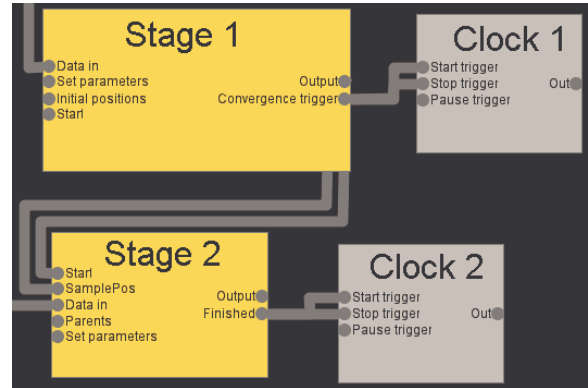 Stage 1
Data in
Set parameters
Initial positions
Start
Output
Convergence trigger
Clock 1
Start trigger
Stop trigger
Pause trigger
Out
Stage 2
Start
SamplePos
Data in
Parents
Set parameters
Output
Finished
Clock 2
Start trigger
Stop trigger
Pause trigger
Out